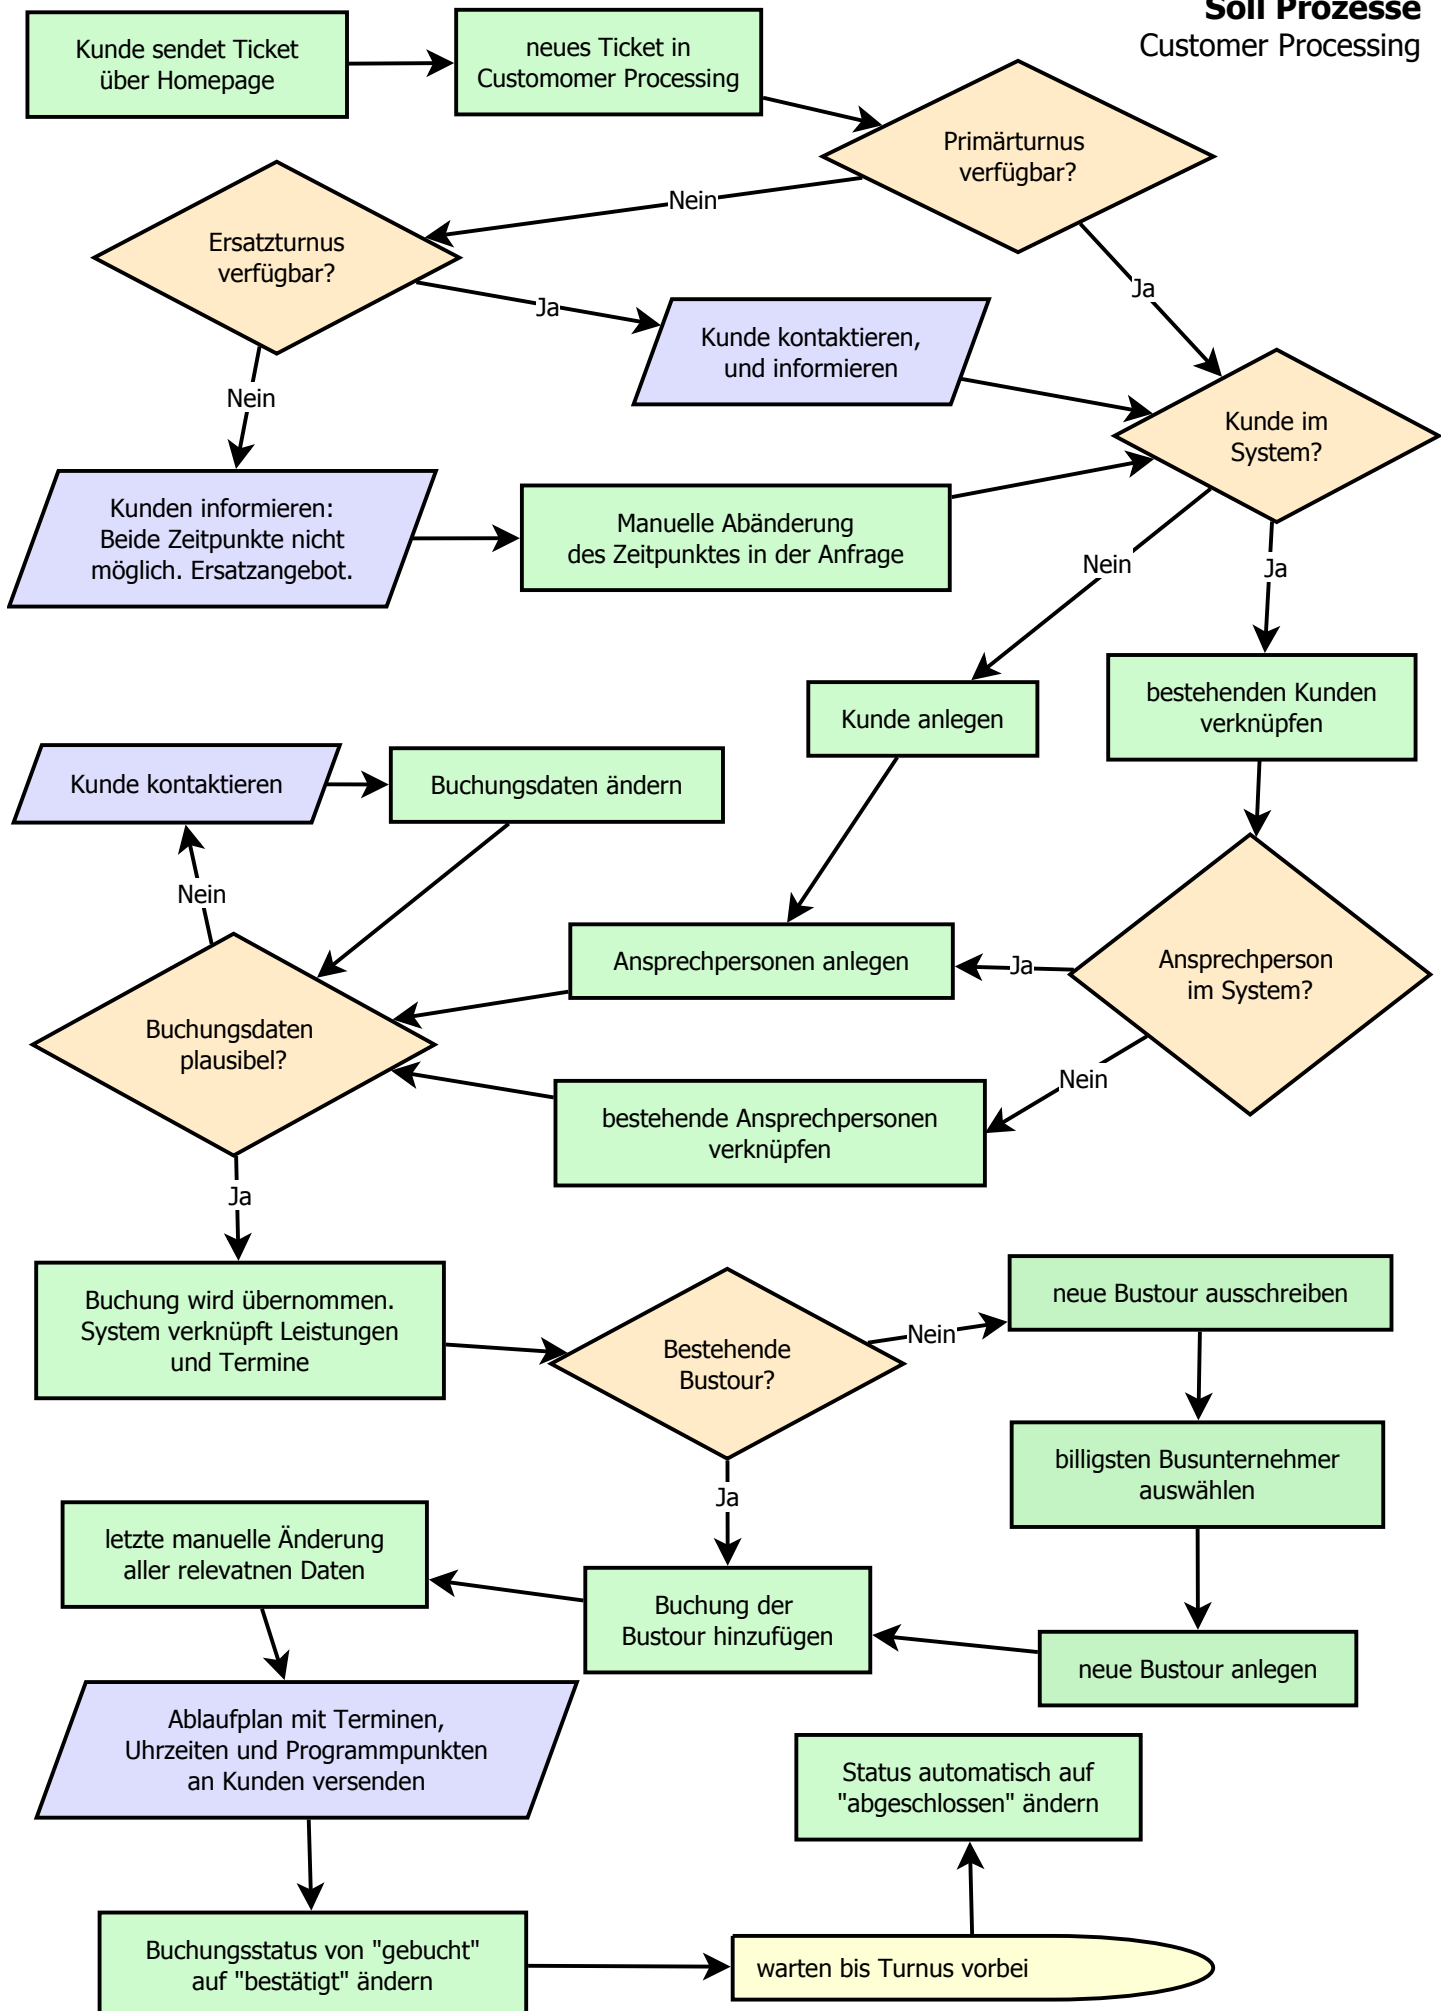 Soll Prozesse
Customer Processing
Kunde sendet Ticket
über Homepage
neues Ticket in
Customomer Processing
Primärturnus
verfügbar?
Nein
Ja
Ersatzturnus
verfügbar?
Ja
Nein
Kunde kontaktieren,
und informieren
Kunde im
System?
Kunden informieren:
Beide Zeitpunkte nicht
möglich. Ersatzangebot.
Manuelle Abänderung
des Zeitpunktes in der Anfrage
Nein
Ja
Kunde anlegen
bestehenden Kunden
verknüpfen
Kunde kontaktieren
Buchungsdaten ändern
Nein
Ansprechpersonen anlegen
Ja
Ansprechperson
im System?
Buchungsdaten
plausibel?
Nein
bestehende Ansprechpersonen
verknüpfen
Ja
Buchung wird übernommen.
System verknüpft Leistungen
und Termine
Bestehende
Bustour?
Nein
neue Bustour ausschreiben
Ja
billigsten Busunternehmer
auswählen
letzte manuelle Änderung
aller relevatnen Daten
Buchung der
Bustour hinzufügen
neue Bustour anlegen
Ablaufplan mit Terminen,
Uhrzeiten und Programmpunkten
an Kunden versenden
Status automatisch auf
"abgeschlossen" ändern
Buchungsstatus von "gebucht"
auf "bestätigt" ändern
warten bis Turnus vorbei